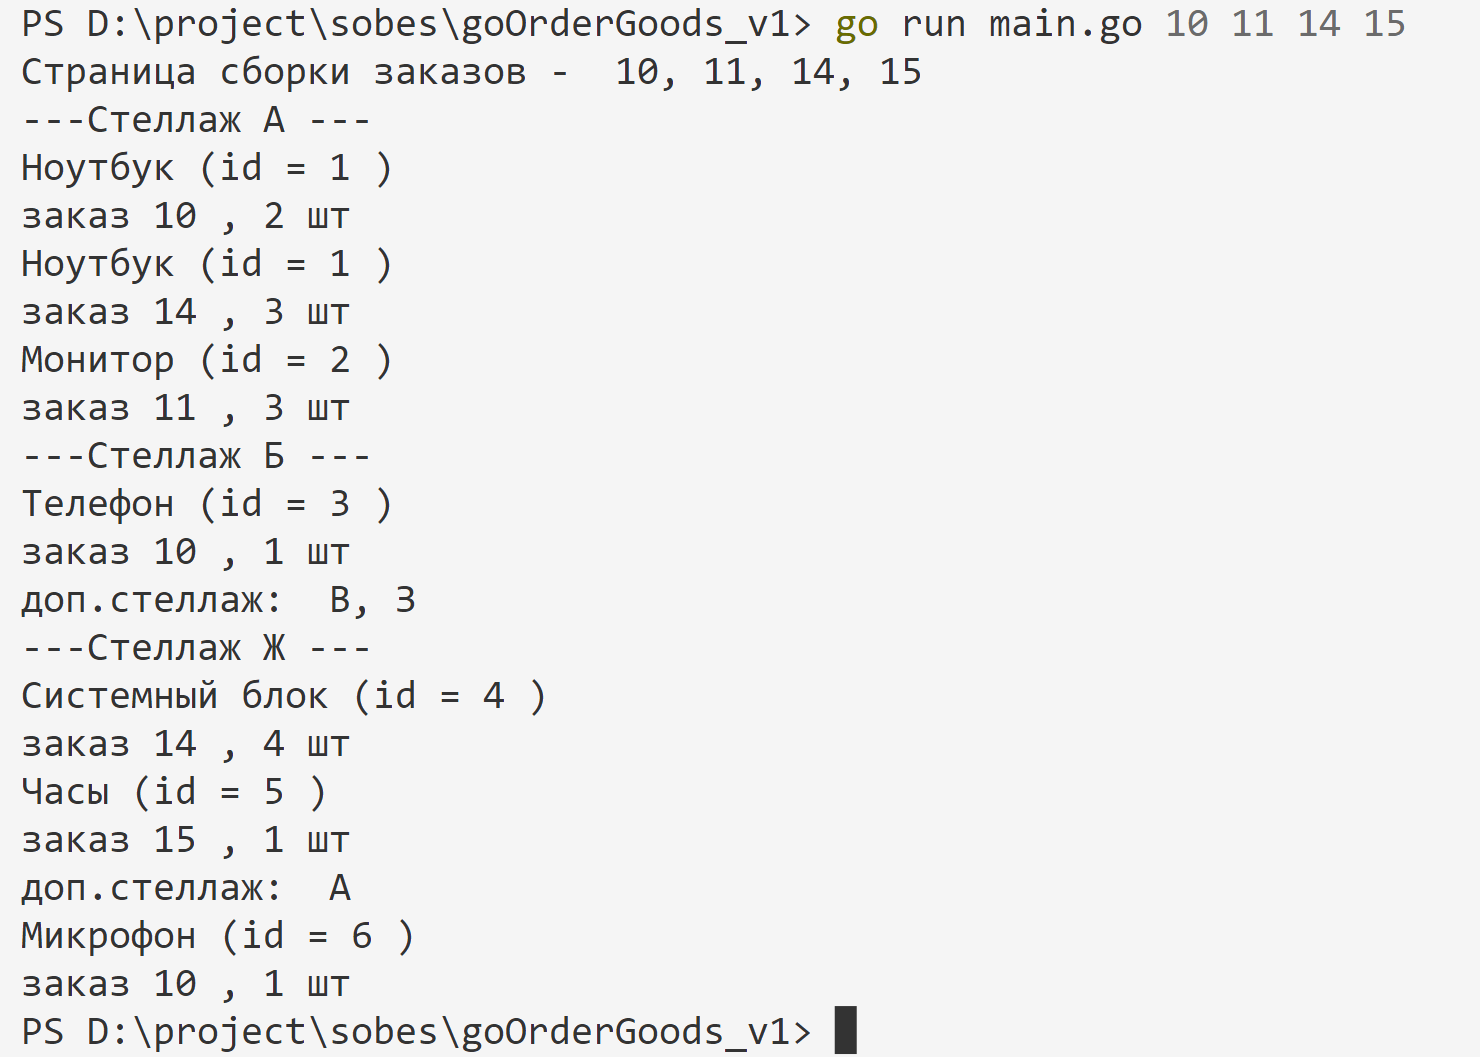 PS D:\project\sobes\goOrderGoods_v1> go run main.go 10 11 14 15
Страница сборки заказов -  10, 11, 14, 15
---Стеллаж А ---
Ноутбук (id = 1 )
заказ 10 , 2 шт
Ноутбук (id = 1 )
заказ 14 , 3 шт
Монитор (id = 2 )
заказ 11 , 3 шт
---Стеллаж Б ---
Телефон (id = 3 )
заказ 10 , 1 шт
доп.стеллаж:  В, З
---Стеллаж Ж ---
Системный блок (id = 4 )
заказ 14 , 4 шт
Часы (id = 5 )
заказ 15 , 1 шт
доп.стеллаж:  А
Микрофон (id = 6 )
заказ 10 , 1 шт
PS D:\project\sobes\goOrderGoods_v1>